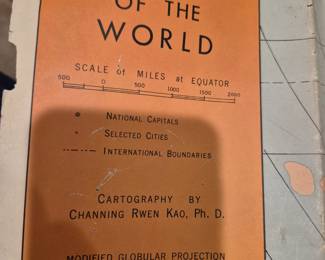 OF THE
WORLD
SCALE of MILES at EQUATOR
500 0 500 1000 1500 2000
NATIONAL CAPITALS
SELECTED CITIES
INTERNATIONAL BOUNDARIES
CARTOGRAPHY BY
CHANNING RWEN KAO, PH. D.
MODIFIED GLOBULAR PROJECTION